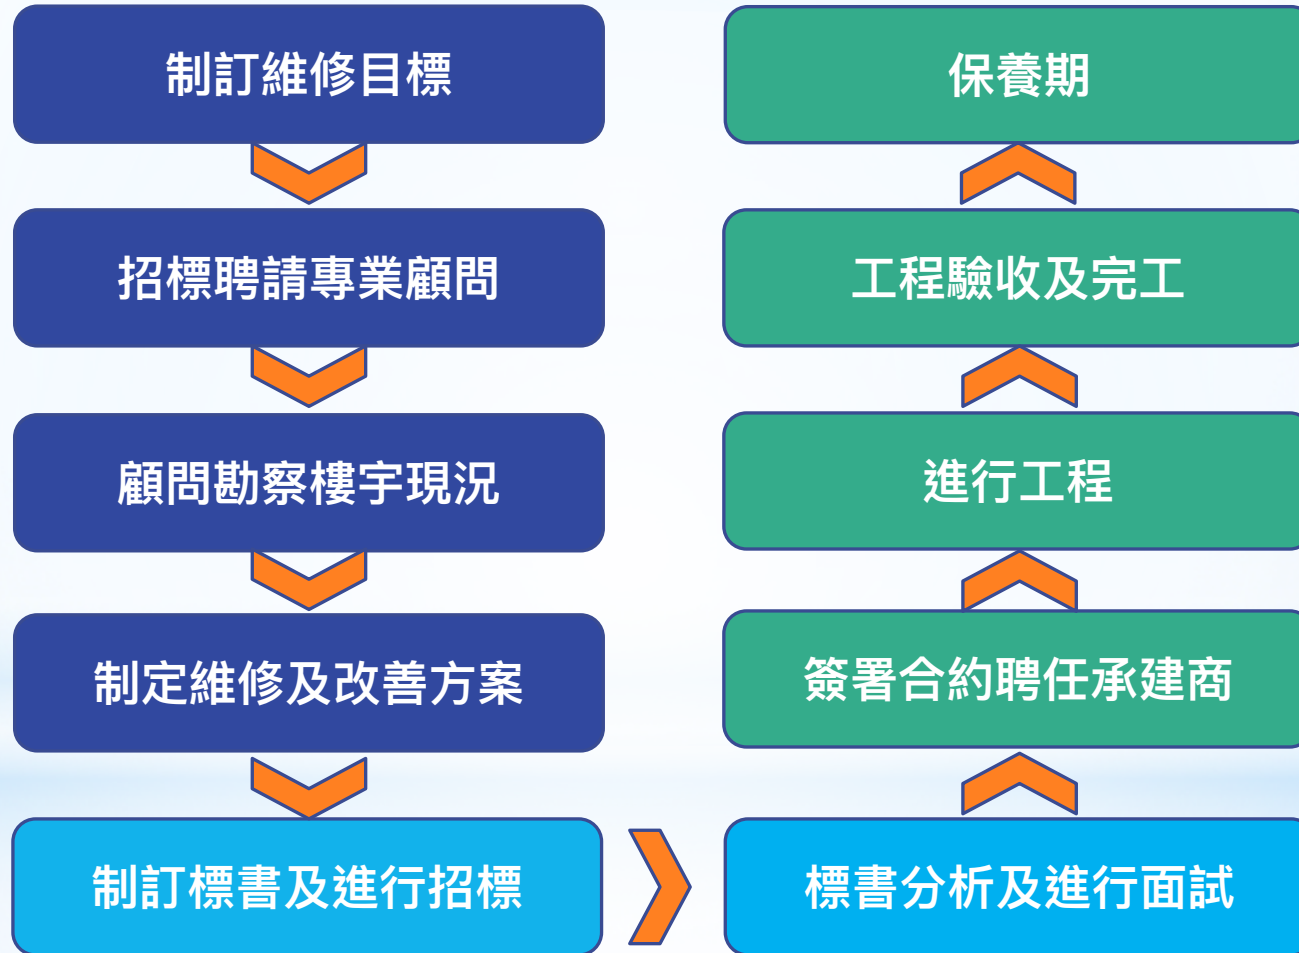 制訂維修目標
招標聘請專業顧問
顧問勘察樓宇現況
制定維修及改善方案
制訂標書及進行招標
標書分析及進行面試
簽署合約聘任承建商
進行工程
工程驗收及完工
保養期